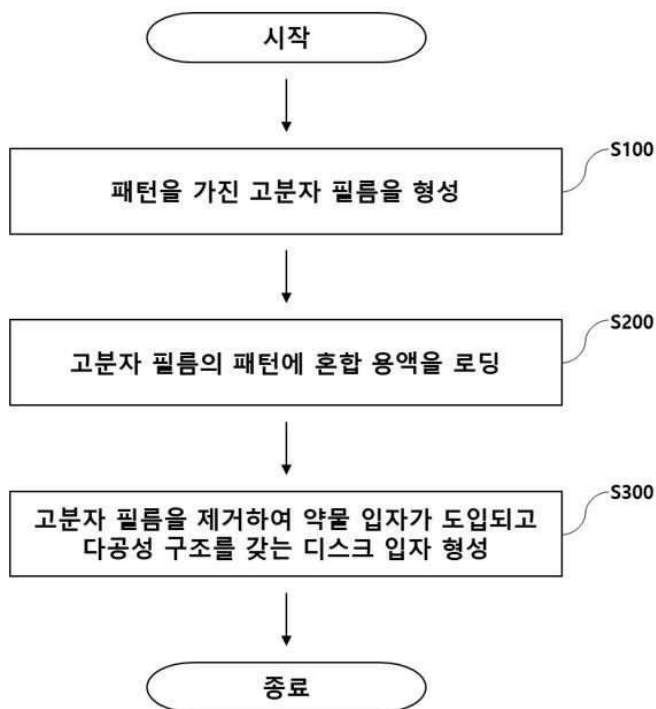 시작
S100
패턴을 가진 고분자 필름을 형성
S200
고분자 필름의 패턴에 혼합 용액을 로딩
S300
고분자 필름을 제거하여 약물 입자가 도입되고
다공성 구조를 갖는 디스크 입자 형성
종료